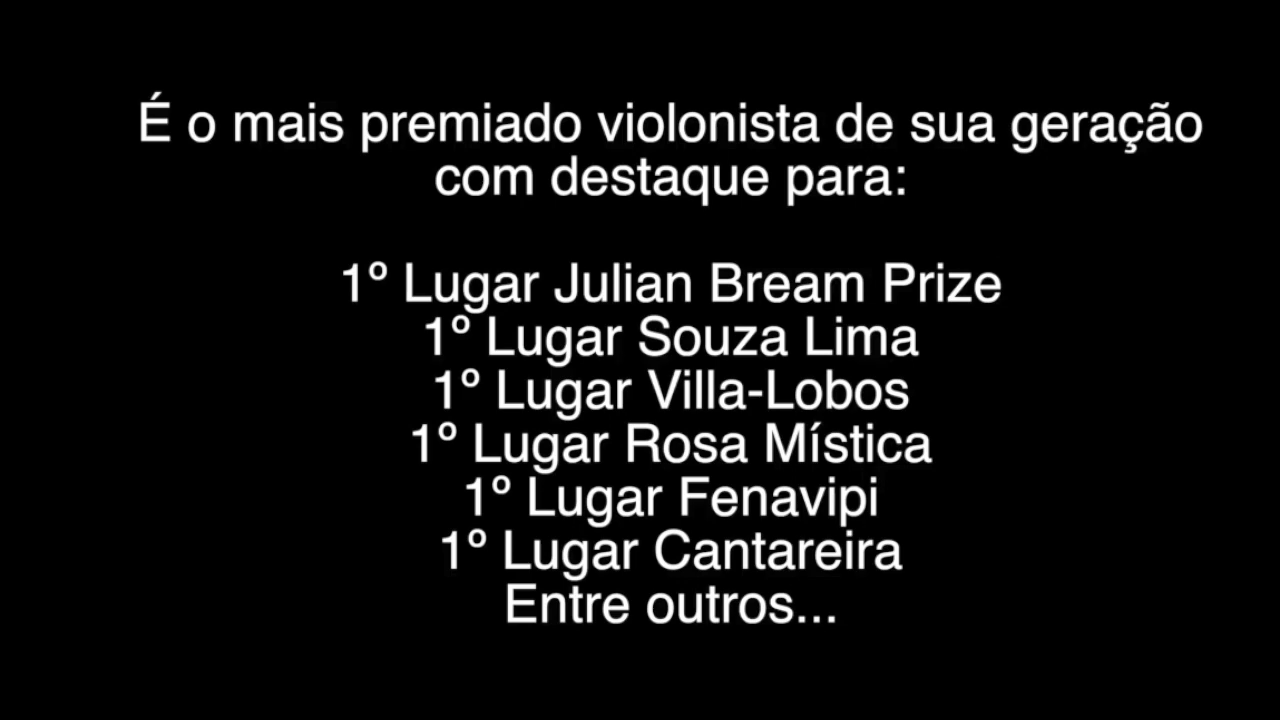 É o mais premiado violonista de sua geração
com destaque para:
1º Lugar Julian Bream Prize
1º Lugar Souza Lima
1º Lugar Villa-Lobos
1º Lugar Rosa Mística
1º Lugar Fenavipi
1º Lugar Cantareira
Entre outros...